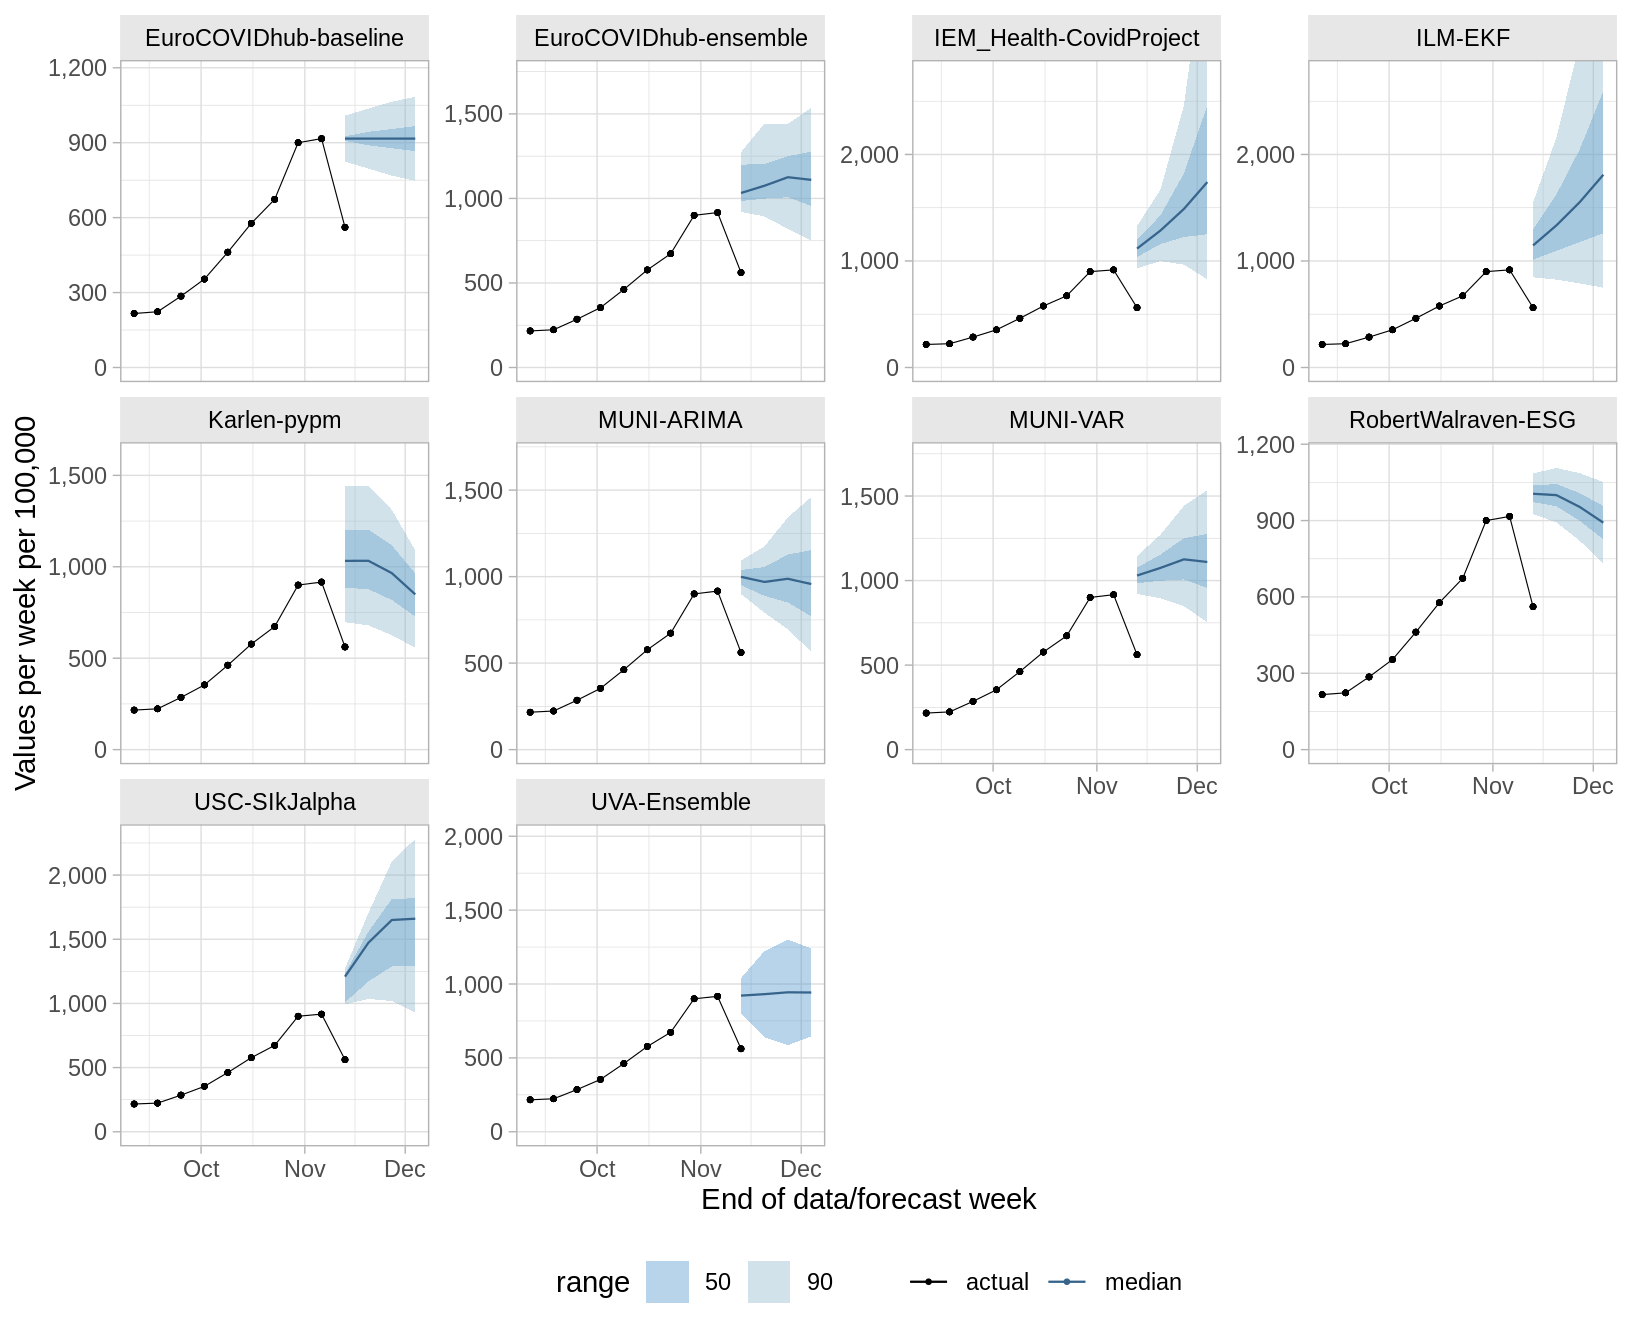 EuroCOVIDhub-baseline
EuroCOVIDhub-ensemble
IEM_Health-CovidProject
ILM-EKF
1,200
900
600
300
0
1,500
1,000
500
0
2,000
1,000
0
2,000
1,000
0
Karlen-pypm
MUNI-ARIMA
MUNI-VAR
RobertWalraven-ESG
1,500
1,000
500
0
1,500
1,000
500
0
1,500
1,000
500
0
1,200
900
600
300
0
Oct Nov Dec
Oct Nov Dec
USC-SIkJalpha
UVA-Ensemble
2,000
1,500
1,000
500
0
2,000
1,500
1,000
500
0
Oct Nov Dec
Oct Nov Dec
Values per week per 100,000
End of data/forecast week
range 50 90 actual median